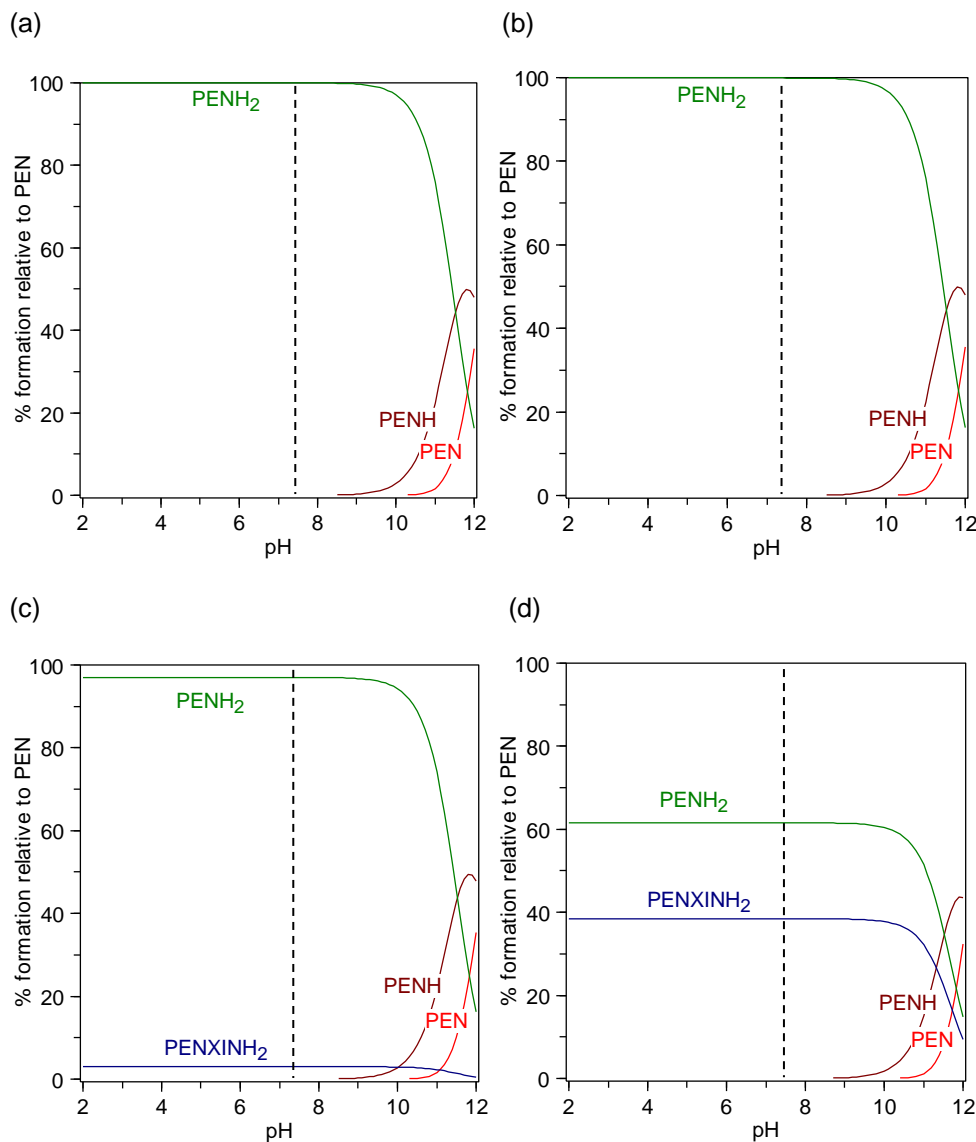 (a)
(b)
% formation relative to PEN
100
80
60
40
20
0
PENH₂
PENH
PEN
2 4 6 8 10 12
pH
% formation relative to PEN
100
80
60
40
20
0
PENH₂
PENH
PEN
2 4 6 8 10 12
pH
(c)
(d)
% formation relative to PEN
100
80
60
40
20
0
PENH₂
PENH
PEN
PENXINH₂
2 4 6 8 10 12
pH
% formation relative to PEN
100
80
60
40
20
0
PENH₂
PENXINH₂
PENH
PEN
2 4 6 8 10 12
pH